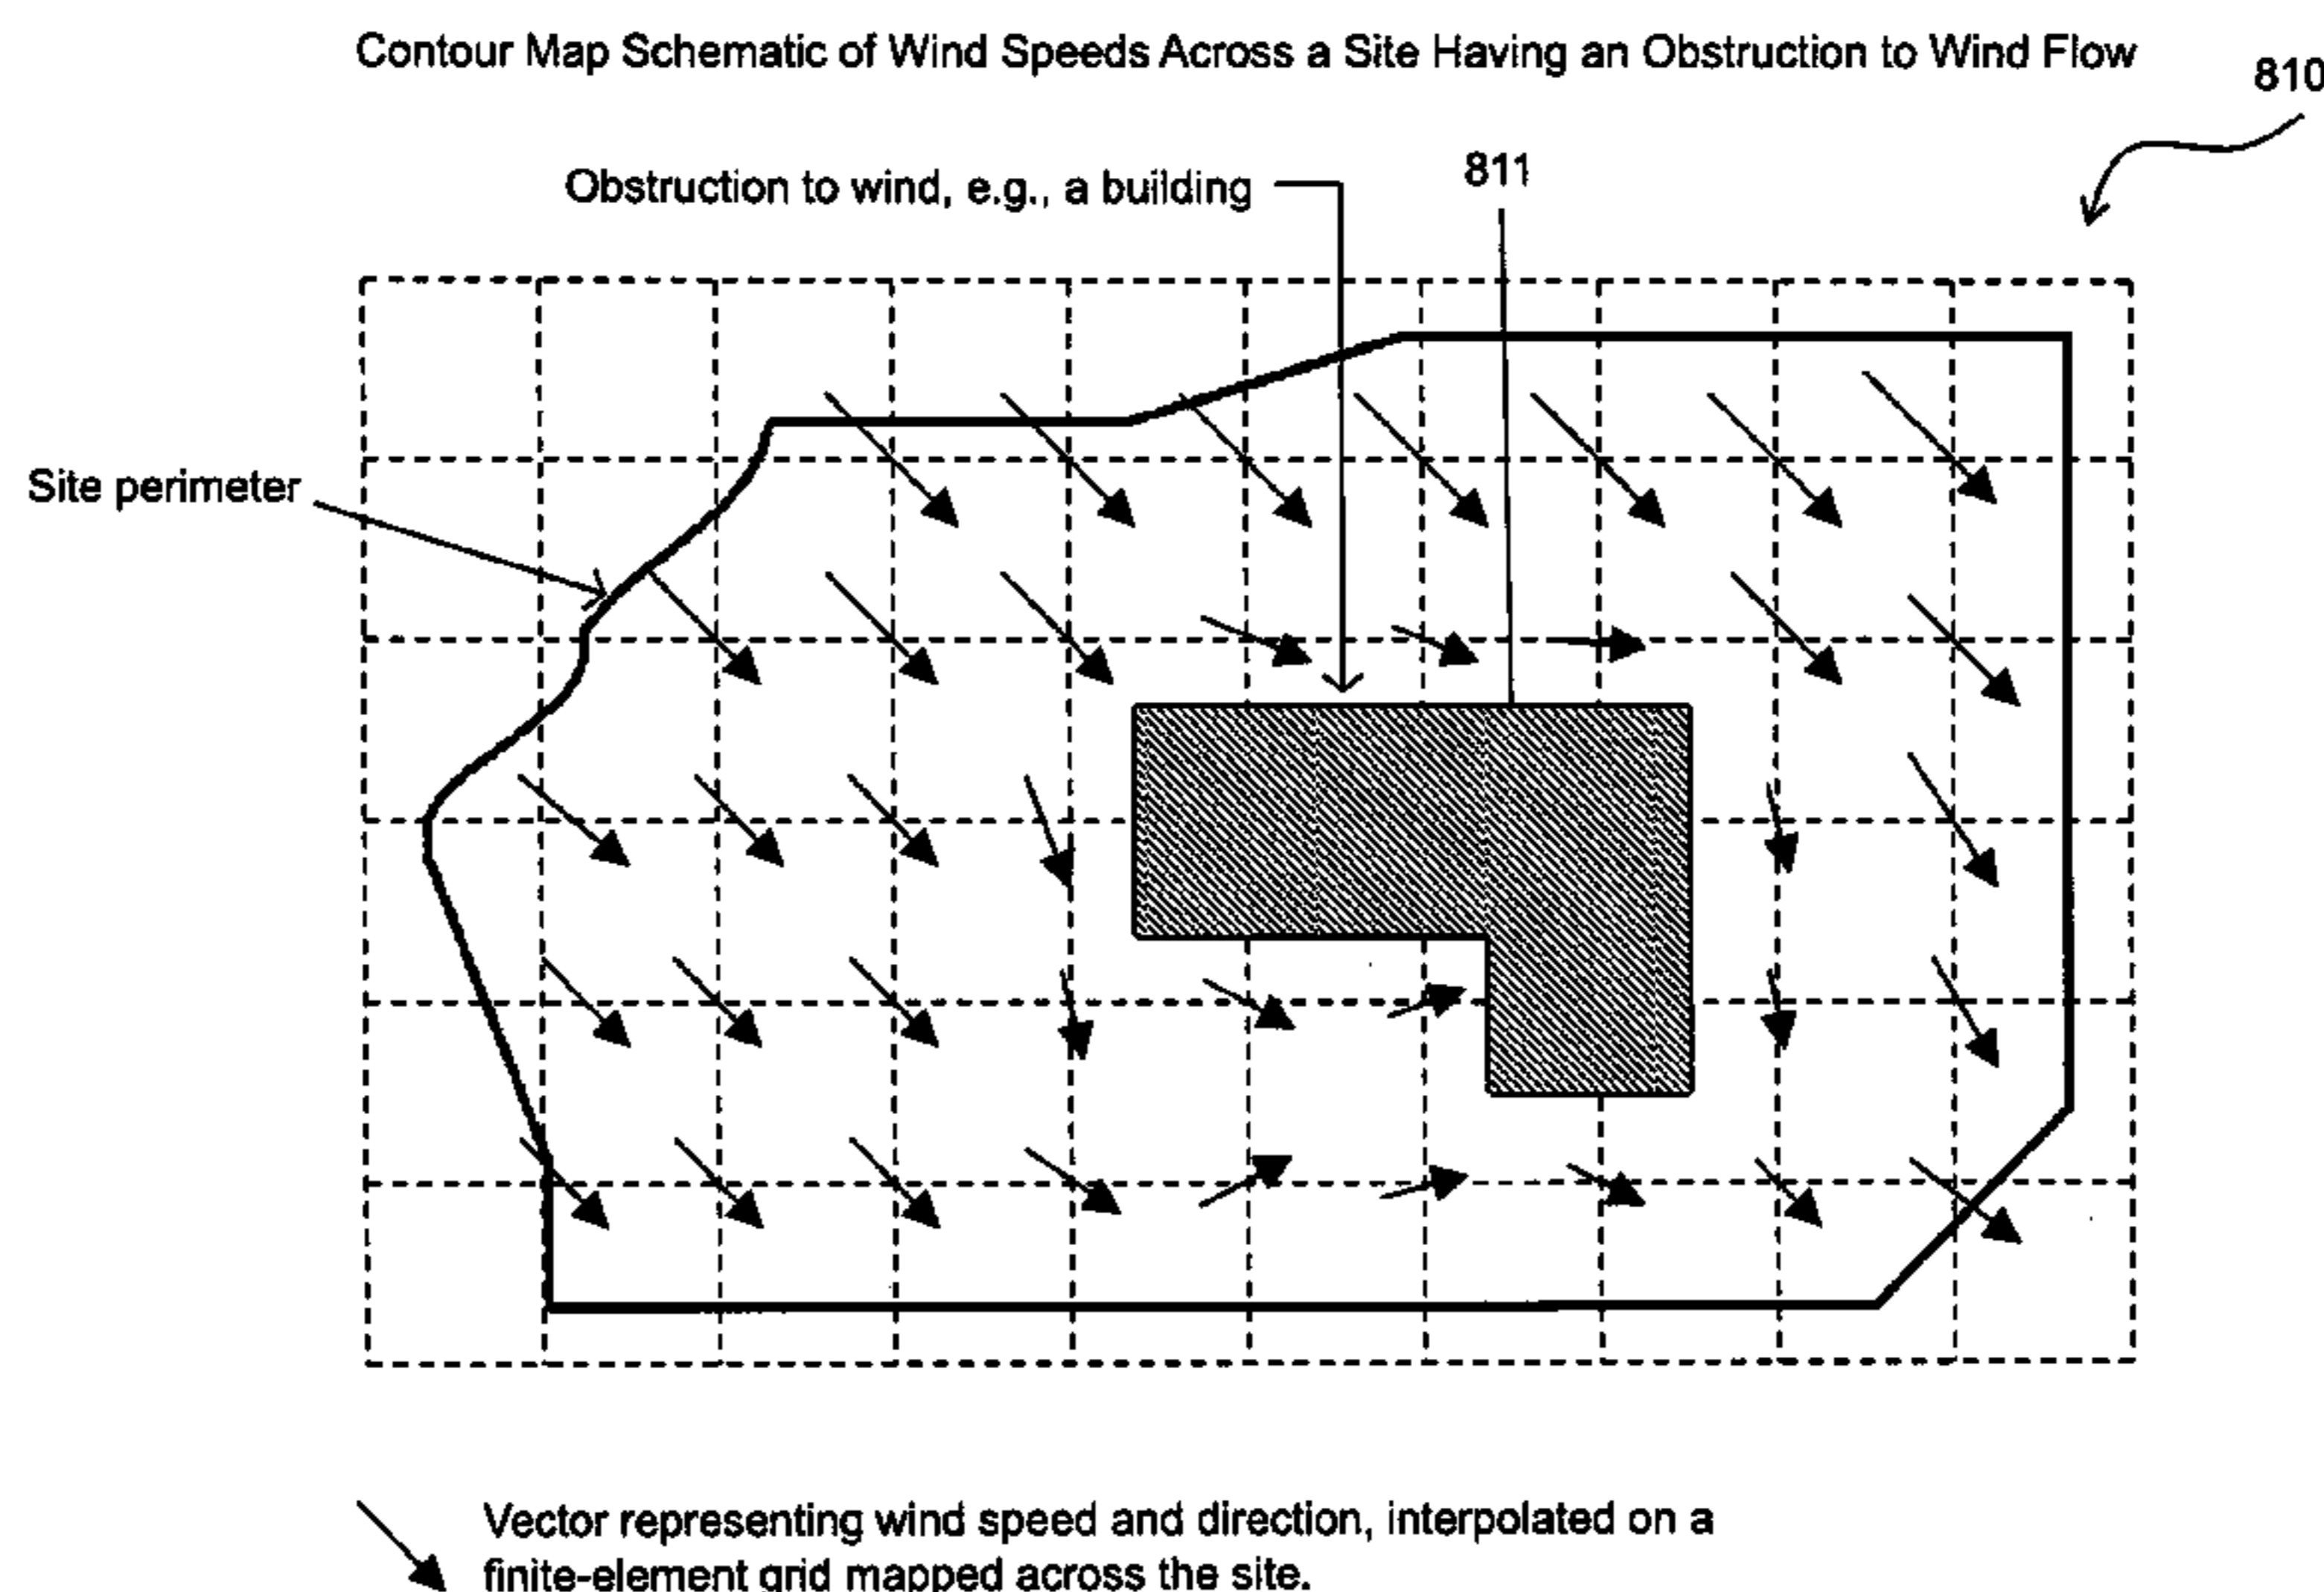 Contour Map Schematic of Wind Speeds Across a Site Having an Obstruction to Wind Flow
810
Obstruction to wind, e.g., a building
811
Site perimeter
Vector representing wind speed and direction, interpolated on a
finite-element grid mapped across the site.